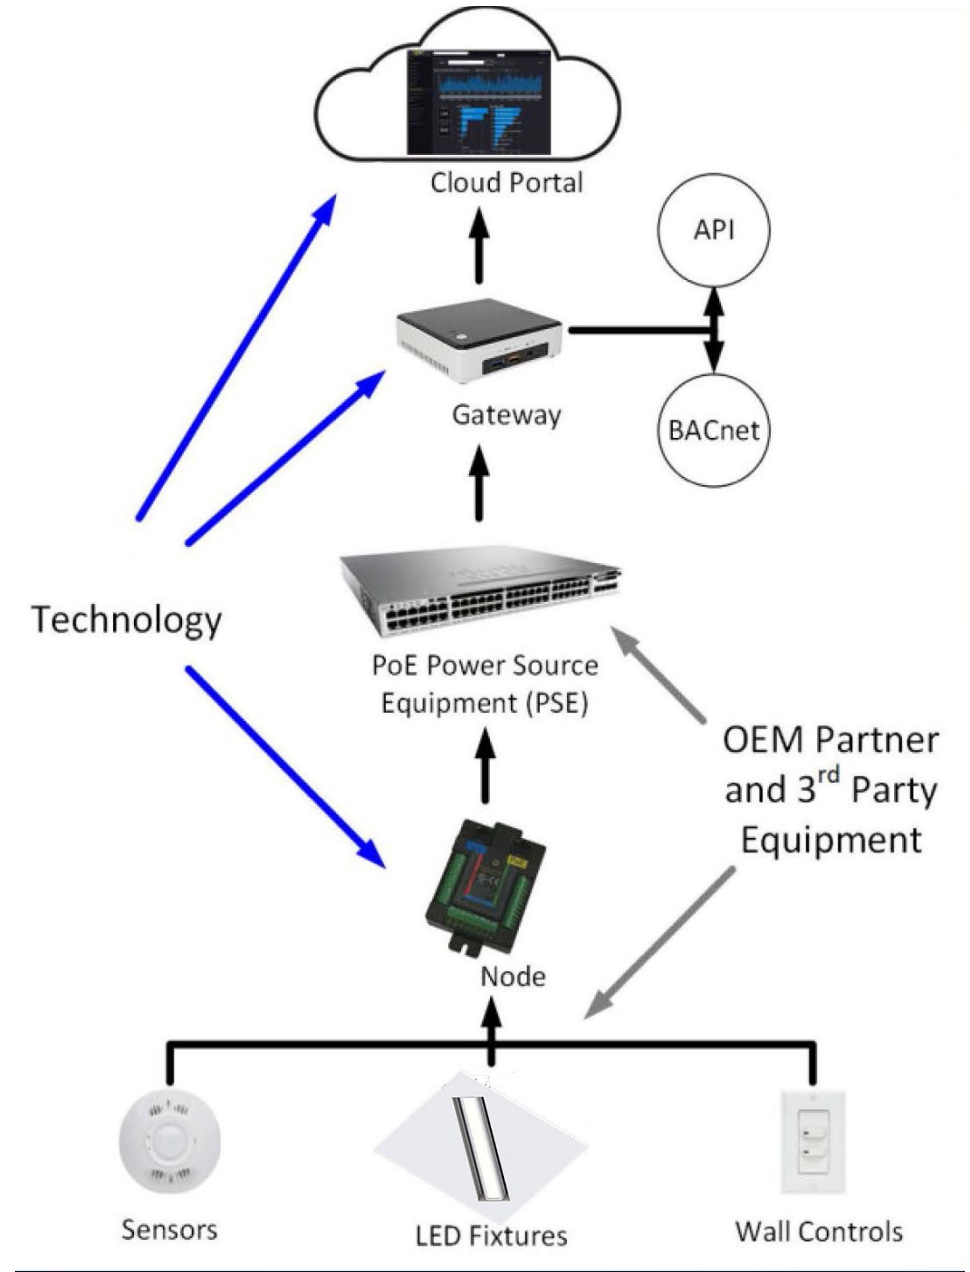 Cloud Portal
API
Gateway
BACnet
Technology
PoE Power Source
Equipment (PSE)
OEM Partner
and 3rd Party
Equipment
PoE
Node
Sensors
LED Fixtures
Wall Controls